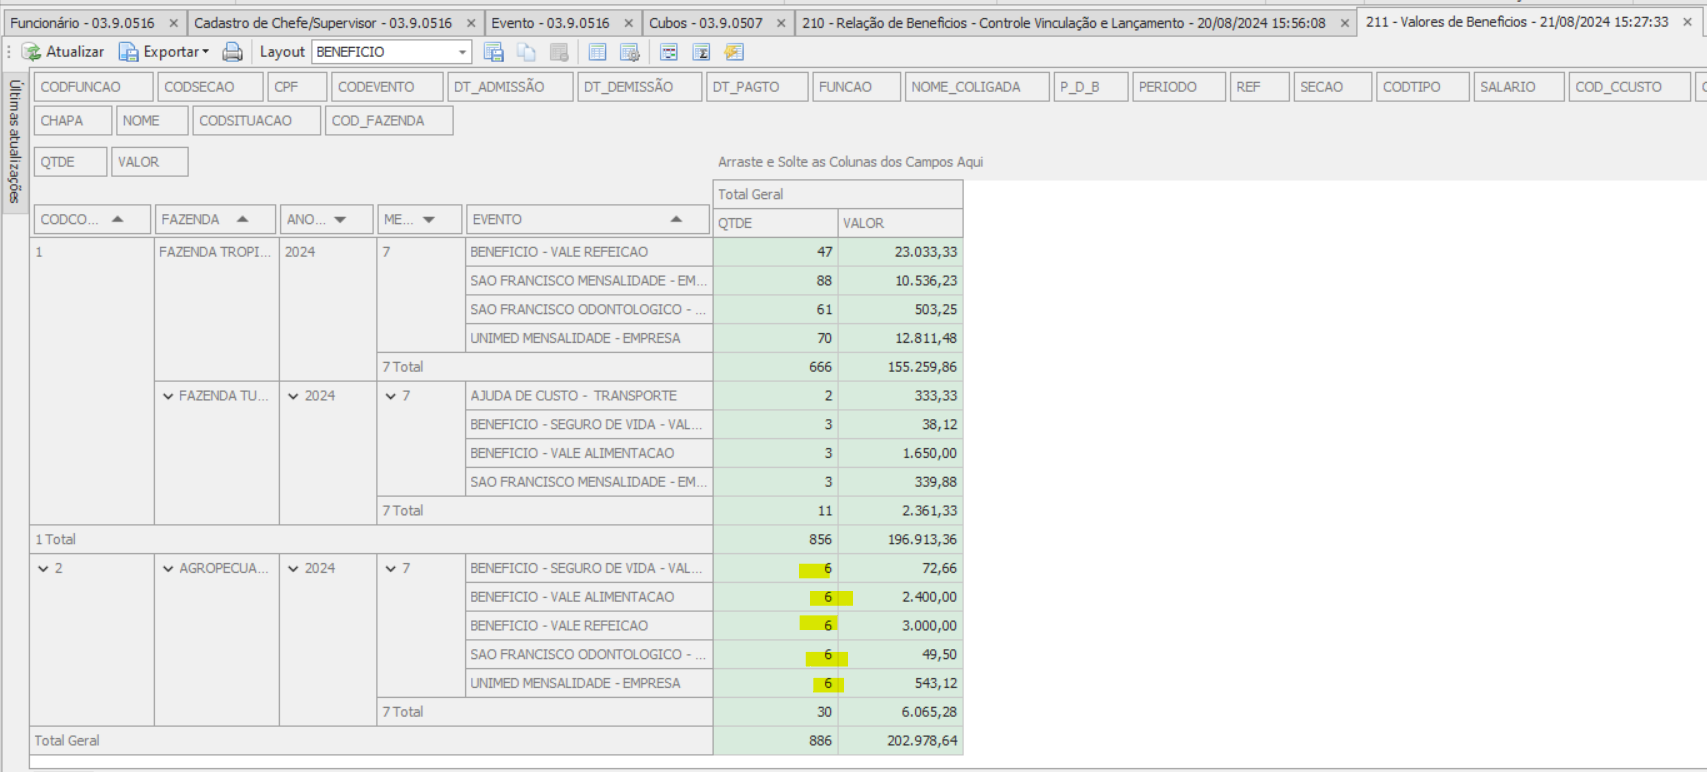 Funcionário - 03.9.0516 × Cadastro de Chefe/Supervisor - 03.9.0516 × Evento - 03.9.0516 × Cubos - 03.9.0507 × 210 - Relação de Beneficios - Controle Vinculação e Lançamento - 20/08/2024 15:56:08 × 211 - Valores de Beneficios - 21/08/2024 15:27:33 ×
Atualizar Exportar Layout BENEFICIO
Últimas atualizações
CODFUNCAO CODSECAO CPF CODEVENTO DT_ADMISSÃO DT_DEMISSÃO DT_PAGTO FUNCAO NOME_COLIGADA P_D_B PERIODO REF SECAO CODTIPO SALARIO COD_CCUSTO
CHAPA NOME CODSITUACAO COD_FAZENDA
QTDE VALOR Arraste e Solte as Colunas dos Campos Aqui
Total Geral
CODCO... FAZENDA ANO... ME... EVENTO QTDE VALOR
1 FAZENDA TROPI... 2024 7 BENEFICIO - VALE REFEICAO 47 23.033,33
SAO FRANCISCO MENSALIDADE - EM... 88 10.536,23
SAO FRANCISCO ODONTOLOGICO - ... 61 503,25
UNIMED MENSALIDADE - EMPRESA 70 12.811,48
7 Total 666 155.259,86
FAZENDA TU... 2024 7 AJUDA DE CUSTO - TRANSPORTE 2 333,33
BENEFICIO - SEGURO DE VIDA - VAL... 3 38,12
BENEFICIO - VALE ALIMENTACAO 3 1.650,00
SAO FRANCISCO MENSALIDADE - EM... 3 339,88
7 Total 11 2.361,33
1 Total 856 196.913,36
2 AGROPECUA... 2024 7 BENEFICIO - SEGURO DE VIDA - VAL... 6 72,66
BENEFICIO - VALE ALIMENTACAO 6 2.400,00
BENEFICIO - VALE REFEICAO 6 3.000,00
SAO FRANCISCO ODONTOLOGICO - ... 6 49,50
UNIMED MENSALIDADE - EMPRESA 6 543,12
7 Total 30 6.065,28
Total Geral 886 202.978,64